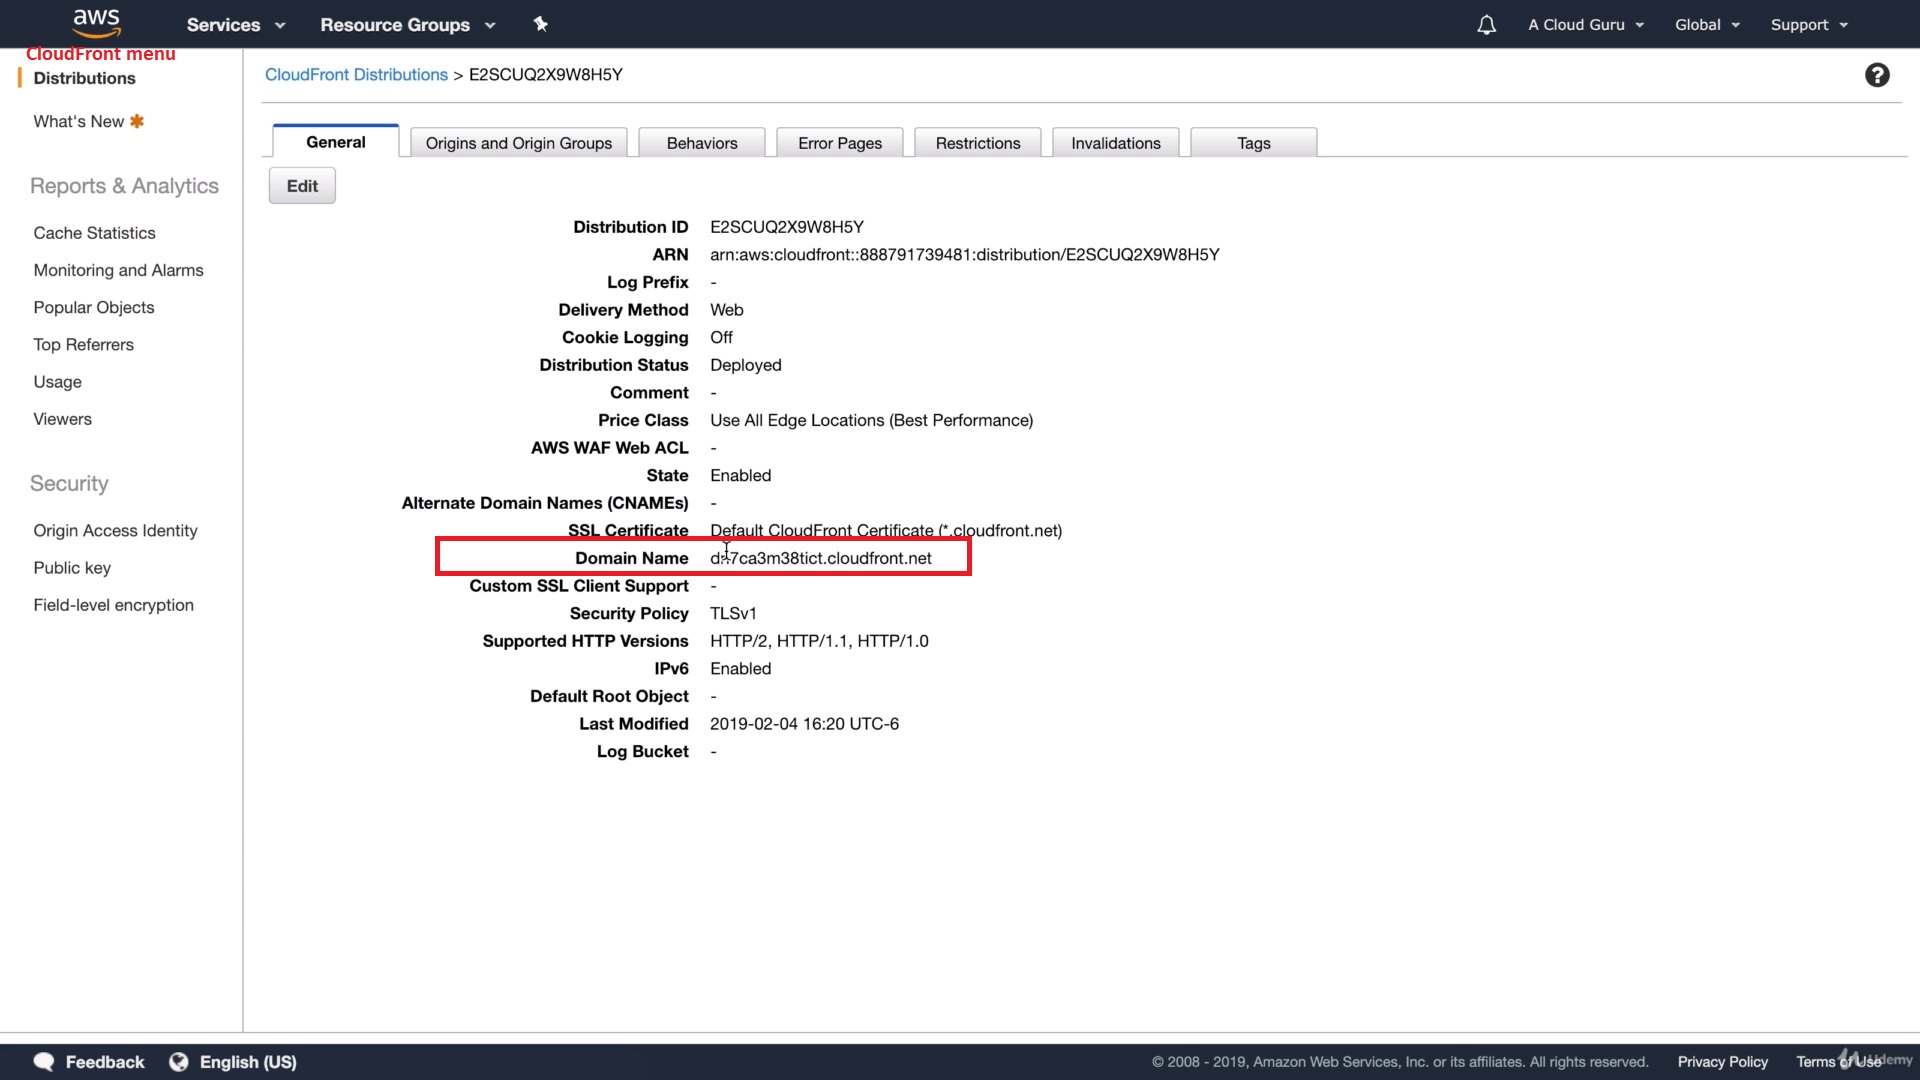 aws Services Resource Groups A Cloud Guru Global Support
CloudFront menu
Distributions
What's New
Reports & Analytics
Cache Statistics
Monitoring and Alarms
Popular Objects
Top Referrers
Usage
Viewers
Security
Origin Access Identity
Public key
Field-level encryption
CloudFront Distributions > E2SCUQ2X9W8H5Y
General Origins and Origin Groups Behaviors Error Pages Restrictions Invalidations Tags
Edit
Distribution ID E2SCUQ2X9W8H5Y
ARN arn:aws:cloudfront::888791739481:distribution/E2SCUQ2X9W8H5Y
Log Prefix -
Delivery Method Web
Cookie Logging Off
Distribution Status Deployed
Comment -
Price Class Use All Edge Locations (Best Performance)
AWS WAF Web ACL -
State Enabled
Alternate Domain Names (CNAMEs) -
SSL Certificate Default CloudFront Certificate (*.cloudfront.net)
Domain Name
Custom SSL Client Support -
Security Policy TLSv1
Supported HTTP Versions HTTP/2, HTTP/1.1, HTTP/1.0
IPv6 Enabled
Default Root Object -
Last Modified 2019-02-04 16:20 UTC-6
Log Bucket -
Feedback English (US) © 2008 - 2019, Amazon Web Services, Inc. or its affiliates. All rights reserved. Privacy Policy Terms of Use
Udemy